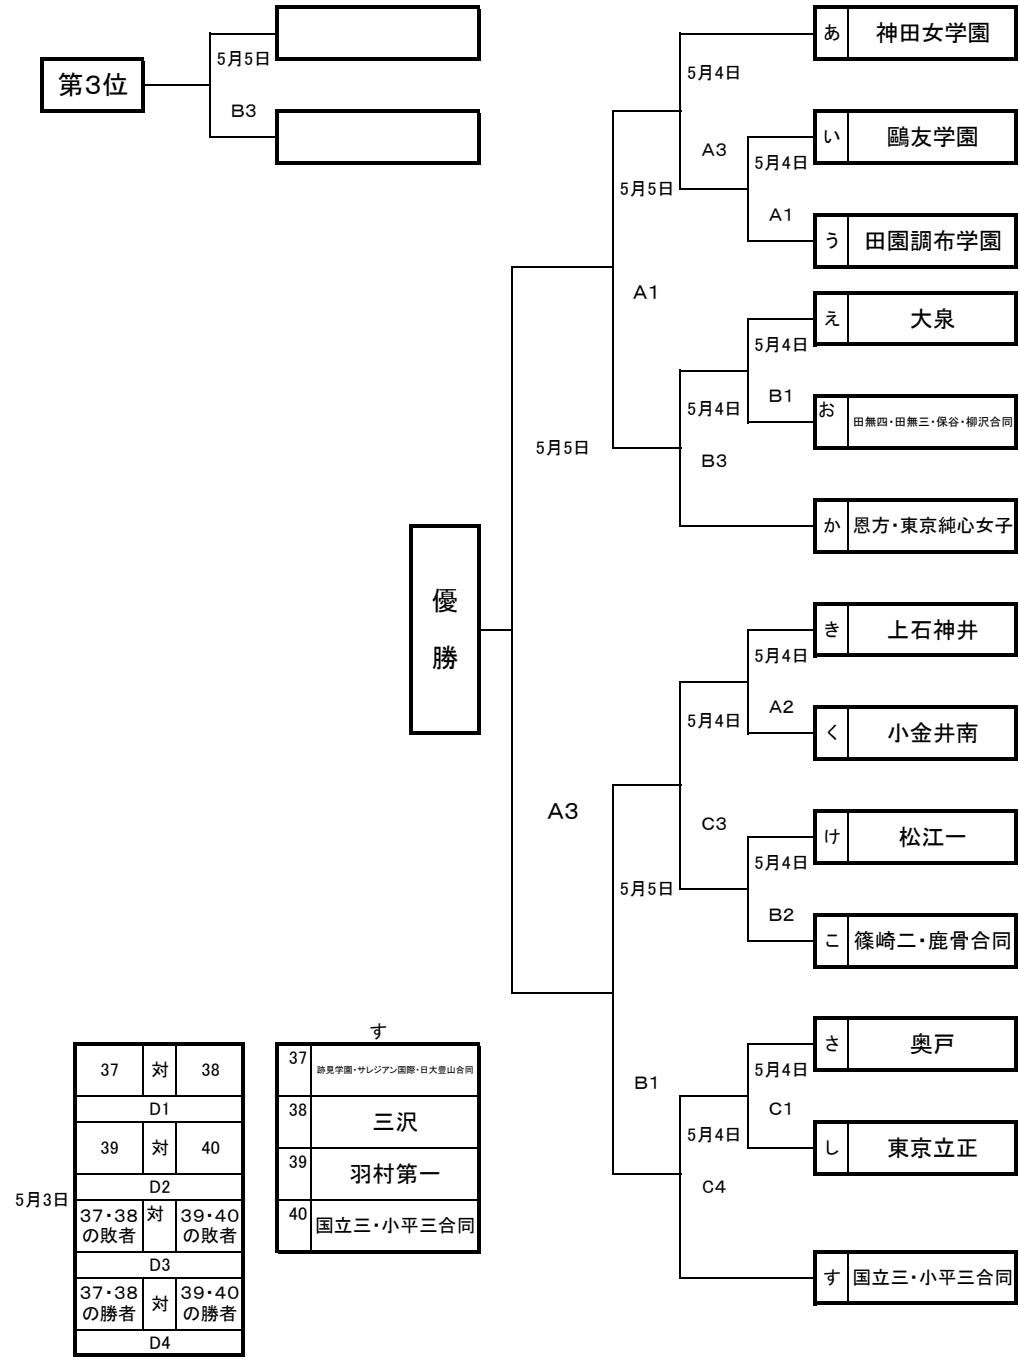 第3位
5月5日
B3
あ 神田女学園
5月4日
A3
い 鷗友学園
5月4日
A1
う 田園調布学園
5月5日
A1
え 大泉
5月4日
B1
お 田無四・田無三・保谷・柳沢合同
5月4日
B3
か 恩方・東京純心女子
5月5日
A3
優
勝
き 上石神井
5月4日
A2
く 小金井南
5月4日
C3
け 松江一
5月4日
B2
こ 篠崎二・鹿骨合同
5月5日
B1
さ 奥戸
5月4日
C1
し 東京立正
5月4日
C4
す 国立三・小平三合同
5月3日
37 対 38
D1
39 対 40
D2
37・38 対 39・40
の敗者 の敗者
D3
37・38 対 39・40
の勝者 の勝者
D4
す
37 跡見学園・サレジアン国際・日大豊山合同
38 三沢
39 羽村第一
40 国立三・小平三合同